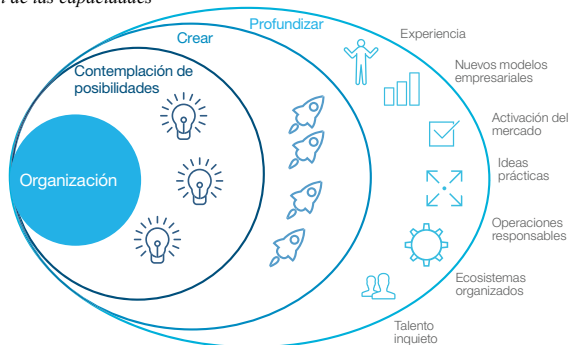 de las capacidades
Profundizar
Crear
Contemplación de
posibilidades
Organización
Experiencia
Nuevos modelos
empresariales
Activación del
mercado
Ideas
prácticas
Operaciones
responsables
Ecosistemas
organizados
Talento
inquieto